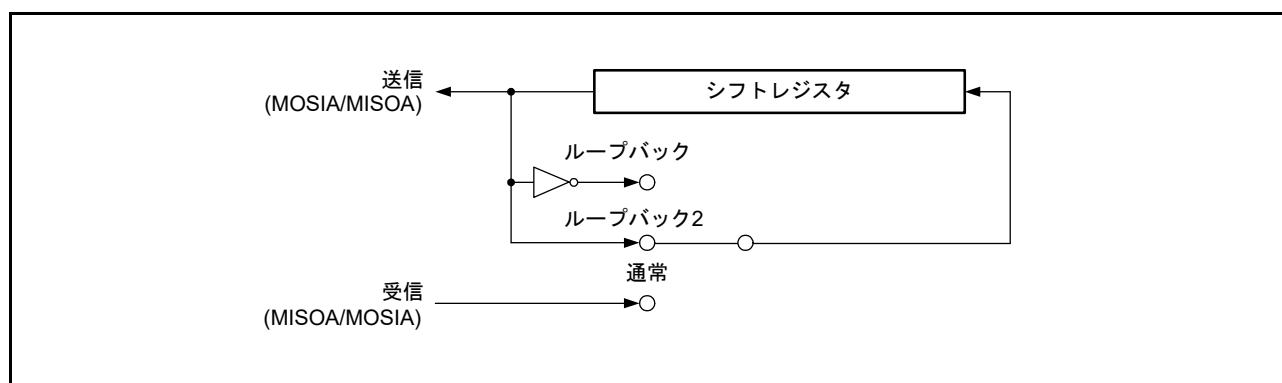 送信
(MOSIA/MISOA)
シフトレジスタ
ループバック
ループバック2
通常
受信
(MISOA/MOSIA)